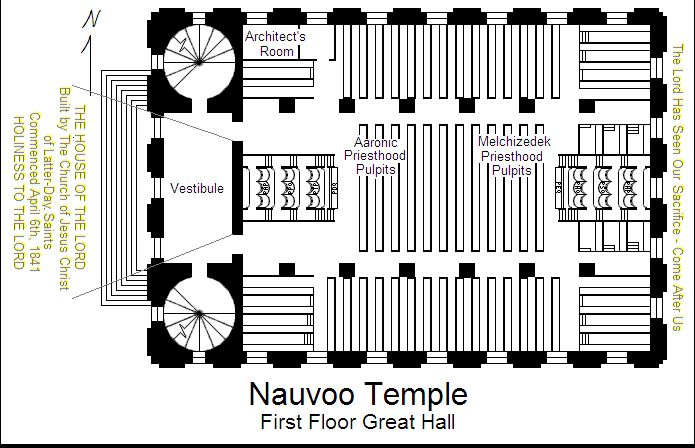 N
Architect's
Room
Aaronic
Priesthood
Pulpits
Melchizedek
Priesthood
Pulpits
Vestibule
THE HOUSE OF THE LORD
Built by The Church of Jesus Christ
of Latter-Day. Saints
Commenced April 6th, 1841
HOLINESS TO THE LORD
The Lord Has Seen Our Sacrifice - Come After Us
Nauvoo Temple
First Floor Great Hall